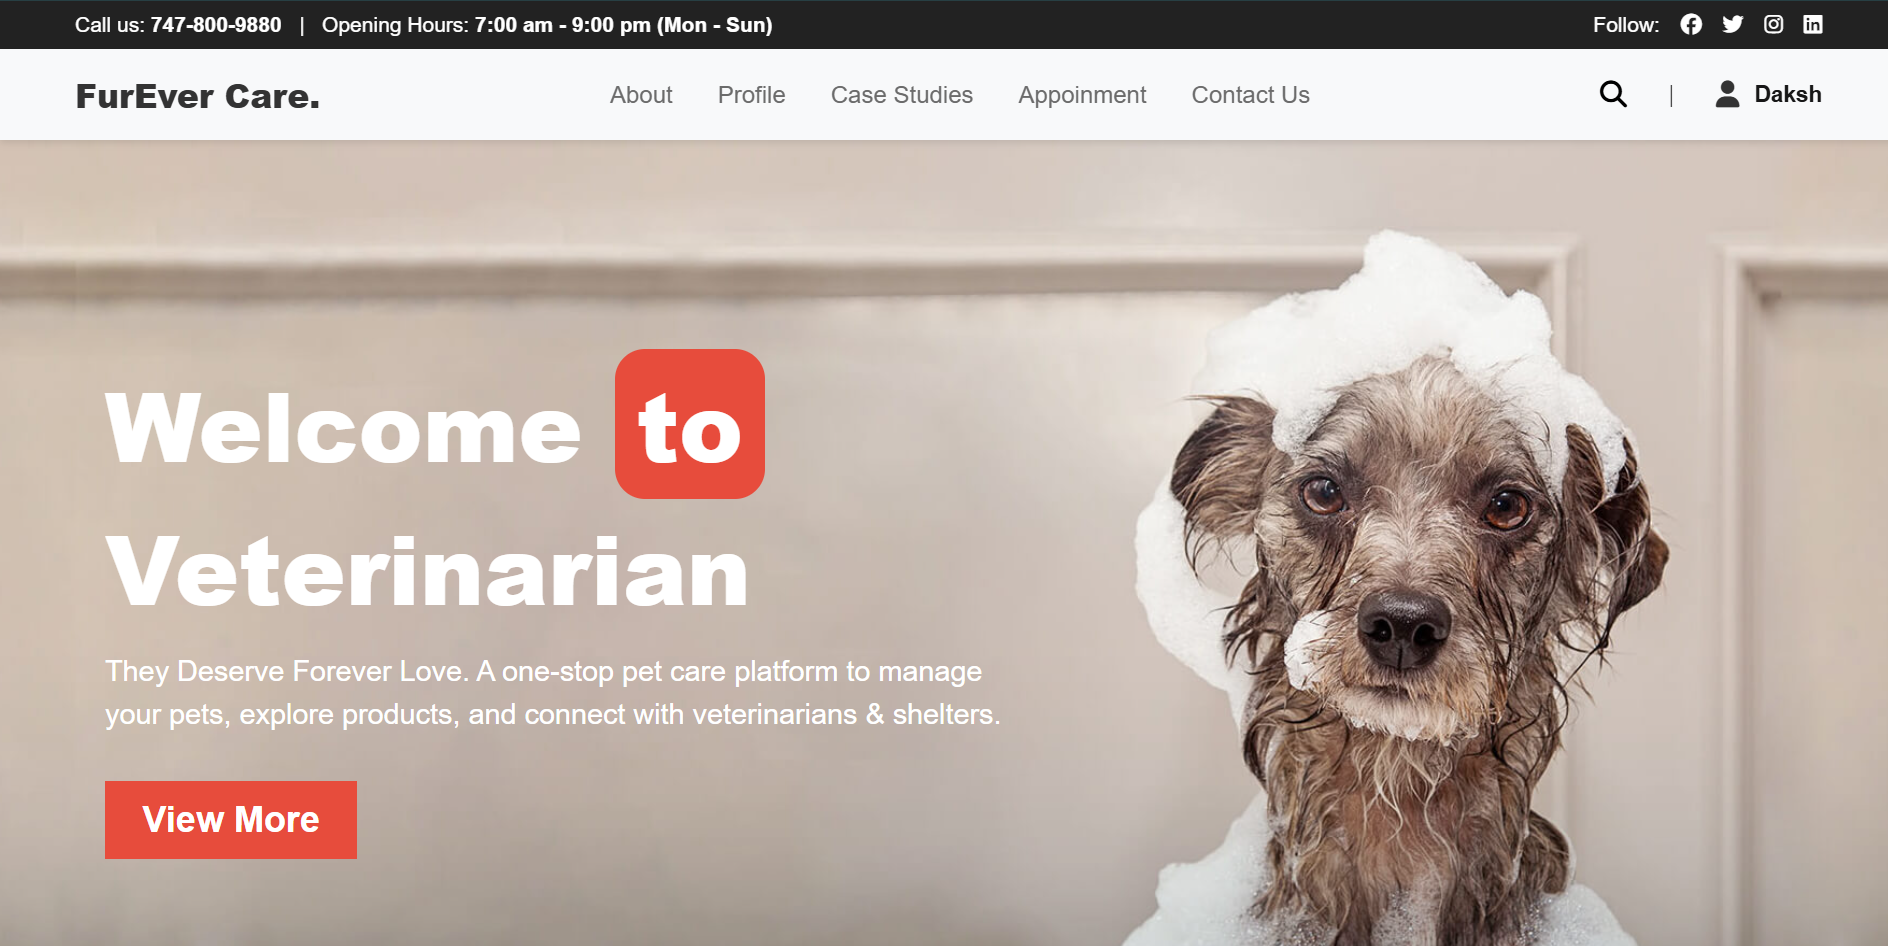 Call us: 747-800-9880 | Opening Hours: 7:00 am - 9:00 pm (Mon - Sun)
Follow:
FurEver Care.
About Profile Case Studies Appoinment Contact Us
| Daksh
Welcome to
Veterinarian
They Deserve Forever Love. A one-stop pet care platform to manage
your pets, explore products, and connect with veterinarians & shelters.
View More